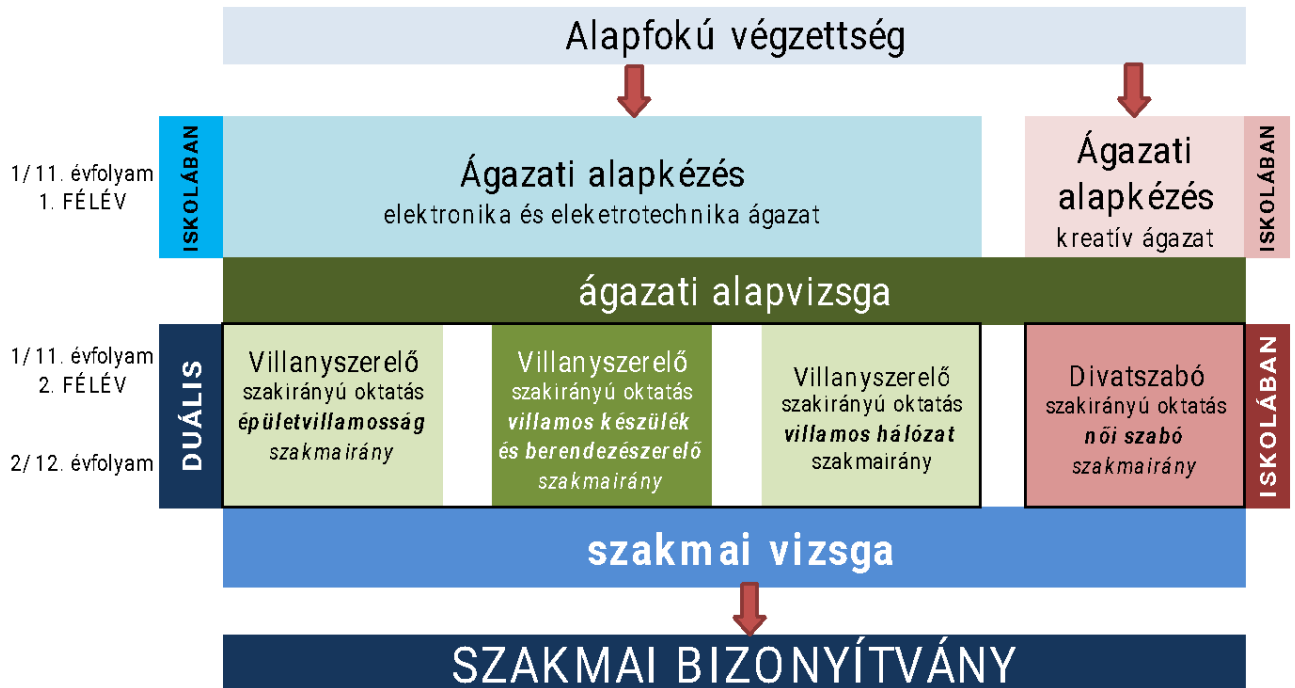 Alapfokú végzettség
1/11. évfolyam
1. FÉLÉV
ISKOLÁBAN
Ágazati alapkézés
elektronika és eleketrotechnika ágazat
Ágazati
alapkézés
kreatív ágazat
ISKOLÁBAN
ágazati alapvizsga
1/11. évfolyam
2. FÉLÉV
2/12. évfolyam
DUÁLIS
Villanyszerelő
szakirányú oktatás
épületvillamosság
szakmairány
Villanyszerelő
szakirányú oktatás
villamos készülék
és berendezészerelő
szakmairány
Villanyszerelő
szakirányú oktatás
villamos hálózat
szakmairány
Divatszabó
szakirányú oktatás
női szabó
szakmairány
ISKOLÁBAN
szakmai vizsga
SZAKMAI BIZONYÍTVÁNY